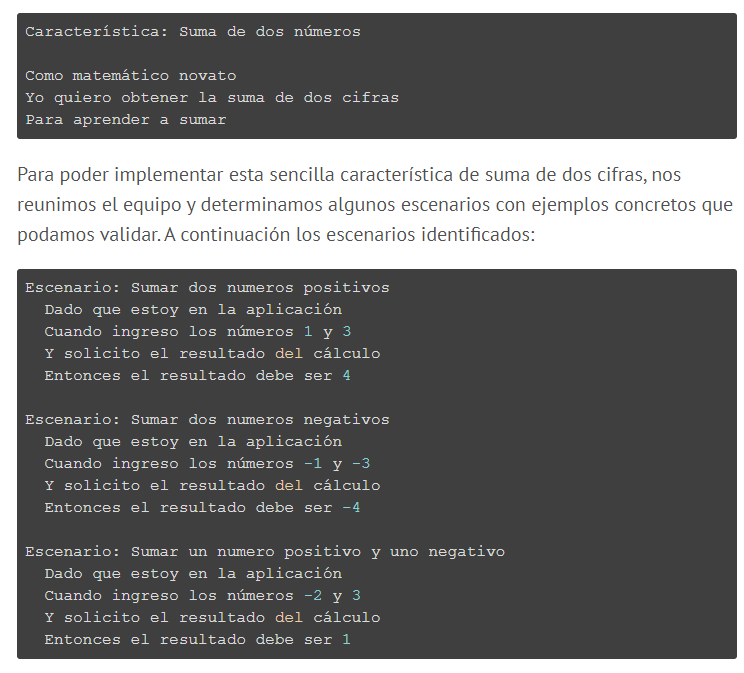 Característica: Suma de dos números
Como matemático novato
Yo quiero obtener la suma de dos cifras
Para aprender a sumar
Para poder implementar esta sencilla característica de suma de dos cifras, nos
reunimos el equipo y determinamos algunos escenarios con ejemplos concretos que
podamos validar. A continuación los escenarios identificados:
Escenario: Sumar dos numeros positivos
Dado que estoy en la aplicación
Cuando ingreso los números 1 y 3
Y solicito el resultado del cálculo
Entonces el resultado debe ser 4
Escenario: Sumar dos numeros negativos
Dado que estoy en la aplicación
Cuando ingreso los números -1 y -3
Y solicito el resultado del cálculo
Entonces el resultado debe ser -4
Escenario: Sumar un numero positivo y uno negativo
Dado que estoy en la aplicación
Cuando ingreso los números -2 y 3
Y solicito el resultado del cálculo
Entonces el resultado debe ser 1